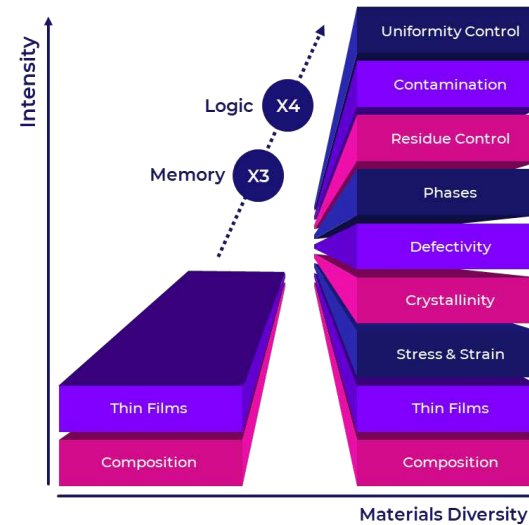 Intensity
Uniformity Control
Contamination
Logic X4
Residue Control
Memory X3
Phases
Defectivity
Crystallinity
Stress & Strain
Thin Films
Thin Films
Composition
Composition
Materials Diversity